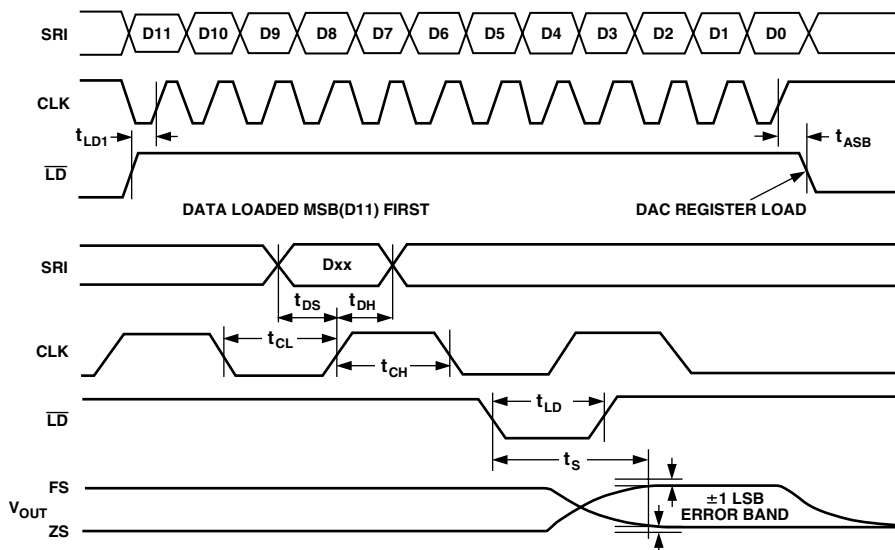 SRI D11 D10 D9 D8 D7 D6 D5 D4 D3 D2 D1 D0
CLK
tLD1 tASB
LD
DATA LOADED MSB(D11) FIRST DAC REGISTER LOAD
SRI Dxx
tDS tDH
CLK tCL tCH
LD tLD
tS
FS
VOUT ±1 LSB
ERROR BAND
ZS